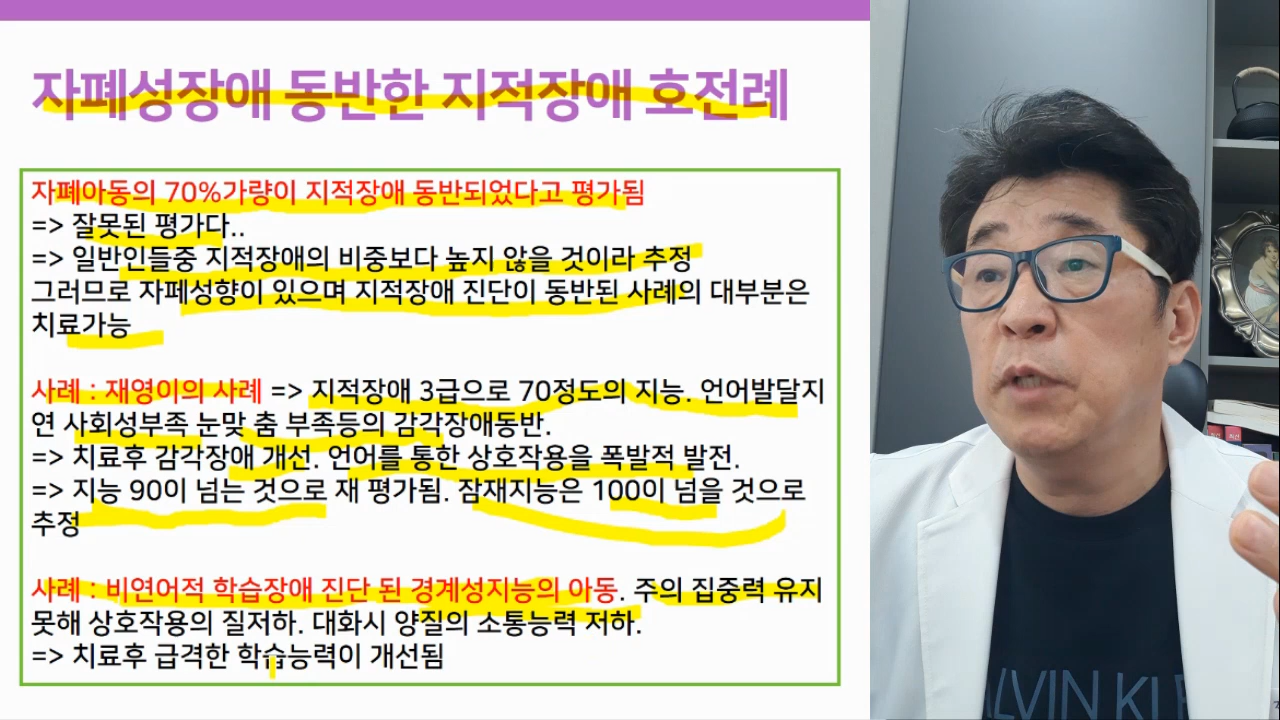 자폐성장애 동반한 지적장애 호전례
자폐아동의 70%가량이 지적장애 동반되었다고 평가됨
=> 잘못된 평가다..
=> 일반인들중 지적장애의 비중보다 높지 않을 것이라 추정
그러므로 자폐성향이 있으며 지적장애 진단이 동반된 사례의 대부분은
치료가능
사례 : 재영이의 사례 => 지적장애 3급으로 70정도의 지능. 언어발달지
연 사회성부족 눈맞 춤 부족등의 감각장애동반.
=> 치료후 감각장애 개선. 언어를 통한 상호작용을 폭발적 발전.
=> 지능 90이 넘는 것으로 재 평가됨. 잠재지능은 100이 넘을 것으로
추정
사례 : 비연어적 학습장애 진단 된 경계성지능의 아동. 주의 집중력 유지
못해 상호작용의 질저하. 대화시 양질의 소통능력 저하.
=> 치료후 급격한 학습능력이 개선됨